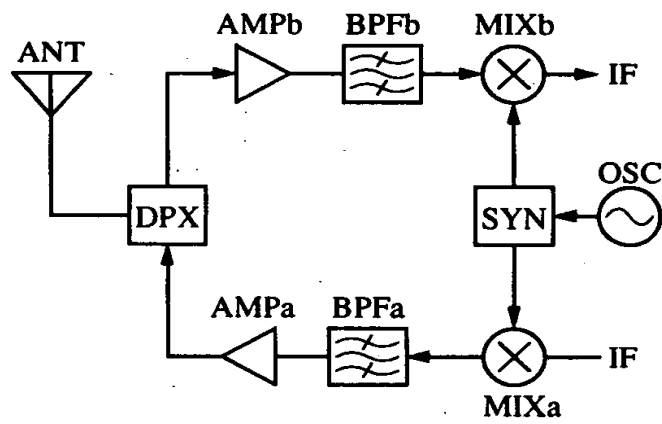 ANT
AMPb
BPFb
MIXb
IF
OSC
DPX
SYN
AMPa
BPFa
IF
MIXa